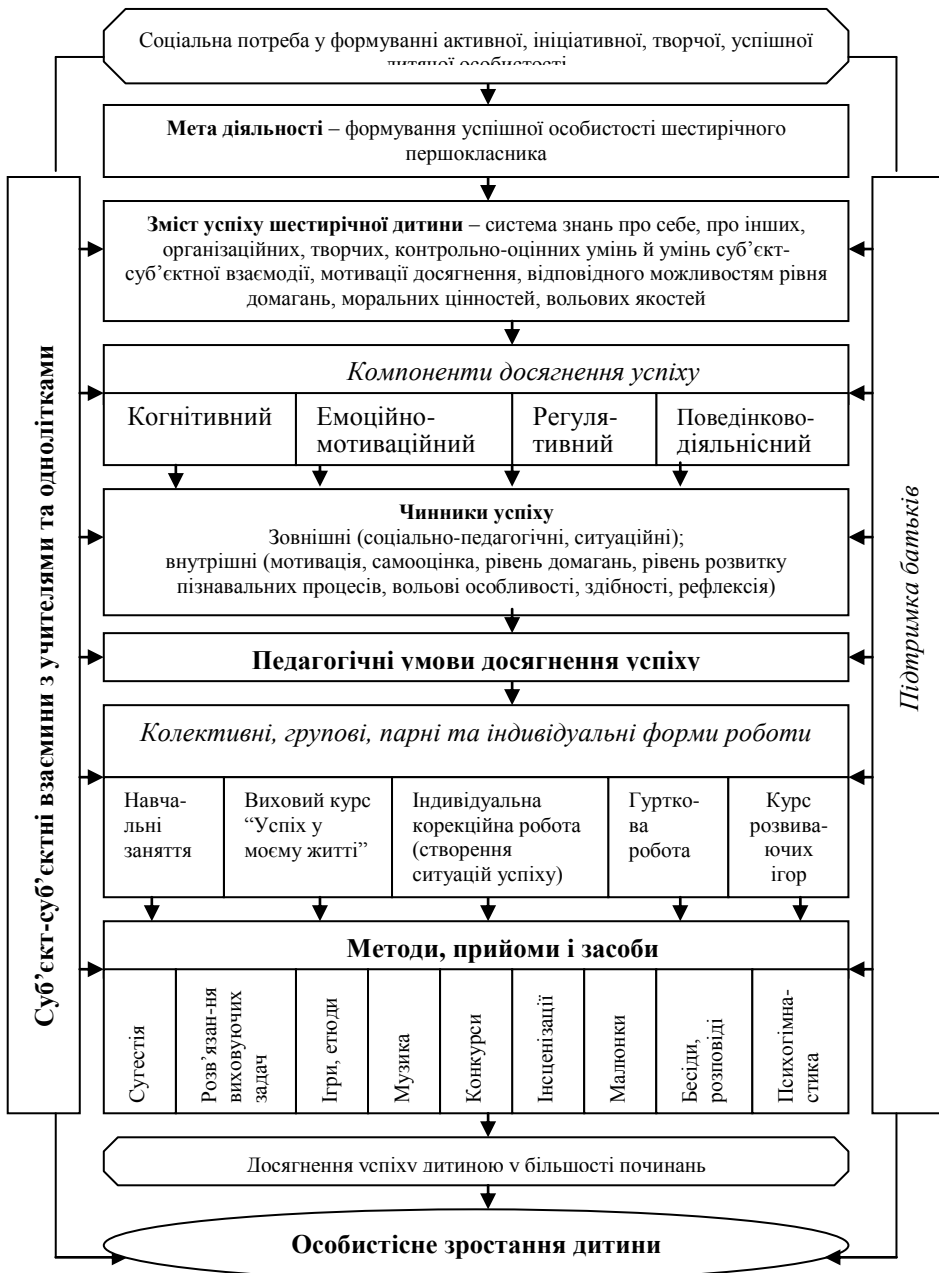 Соціальна потреба у формуванні активної, ініціативної, творчої, успішної
дитячої особистості
Мета діяльності – формування успішної особистості шестирічного
першокласника
Зміст успіху шестирічної дитини – система знань про себе, про інших,
організаційних, творчих, контрольно-оцінних умінь й умінь суб’єкт-
суб’єктної взаємодії, мотивації досягнення, відповідного можливостям рівня
домагань, моральних цінностей, вольових якостей
Компоненти досягнення успіху
Когнітивний
Емоційно-
мотиваційний
Регуля-
тивний
Поведінково-
діяльнісний
Чинники успіху
Зовнішні (соціально-педагогічні, ситуаційні);
внутрішні (мотивація, самооцінка, рівень домагань, рівень розвитку
пізнавальних процесів, вольові особливості, здібності, рефлексія)
Педагогічні умови досягнення успіху
Колективні, групові, парні та індивідуальні форми роботи
Навча-
льні
заняття
Виховий курс
“Успіх у
моєму житті”
Індивідуальна
корекційна робота
(створення
ситуацій успіху)
Гуртко-
ва
робота
Курс
розвива-
ючих
ігор
Методи, прийоми і засоби
Сугестія
Розв’язан-ня
виховуючих
задач
Ігри, етюди
Музика
Конкурси
Інсценізації
Малюнки
Бесіди,
розповіді
Психогімна-
стика
Досягнення успіху дитиною у більшості починань
Особистісне зростання дитини
Суб’єкт-суб’єктні взаємини з учителями та однолітками
Підтримка батьків